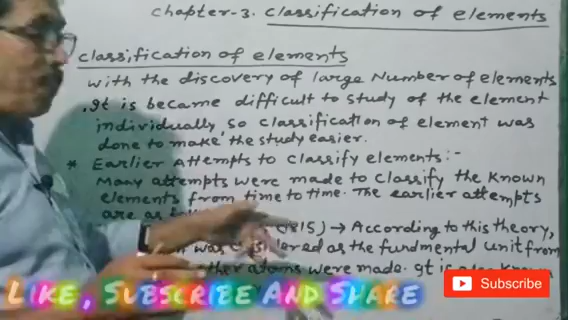 Chapter-3. Classification of elements
Classification of elements
with the discovery of large Number of elements
. It is became difficult to study of the element
individually, so classification of element was
done to make the study easier.
* Earlier Attempts to Classify elements:-
Many attempts were made to classify the known
elements from time to time. The earlier attempts
are as
1815) → According to this theory,
was as the fundmental unit from
other atoms were made. It is also known
LIKE, SUBSCRIBE AND SHARE
Subscribe